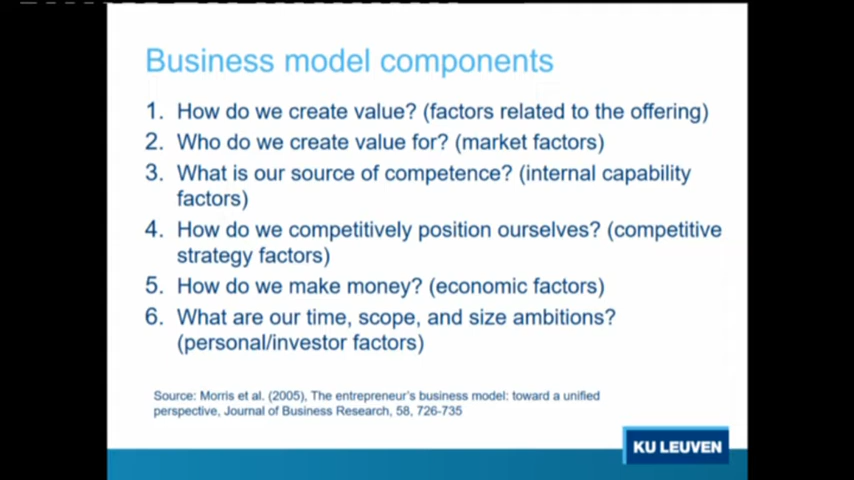 Business model components
1. How do we create value? (factors related to the offering)
2. Who do we create value for? (market factors)
3. What is our source of competence? (internal capability
factors)
4. How do we competitively position ourselves? (competitive
strategy factors)
5. How do we make money? (economic factors)
6. What are our time, scope, and size ambitions?
(personal/investor factors)
Source: Morris et al. (2005), The entrepreneur's business model: toward a unified
perspective, Journal of Business Research, 58, 726-735
KU LEUVEN